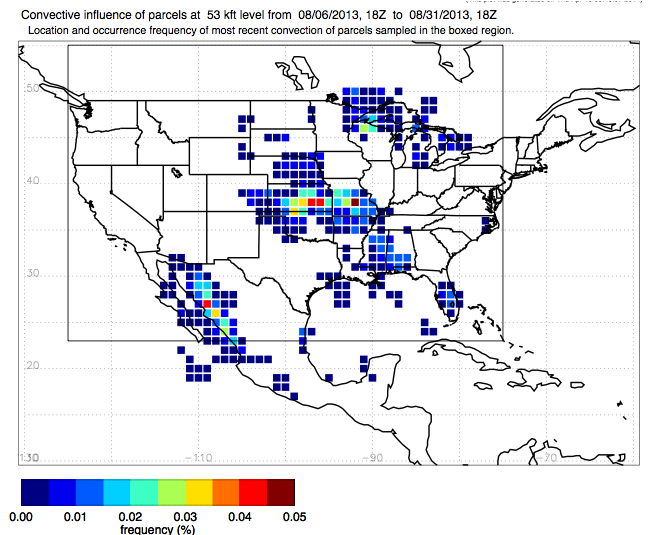 Convective influence of parcels at 53 kft level from 08/06/2013, 18Z to 08/31/2013, 18Z
Location and occurrence frequency of most recent convection of parcels sampled in the boxed region.
50
40
30
20
130 -110 -90 -70
0.00 0.01 0.02 0.03 0.04 0.05
frequency (%)